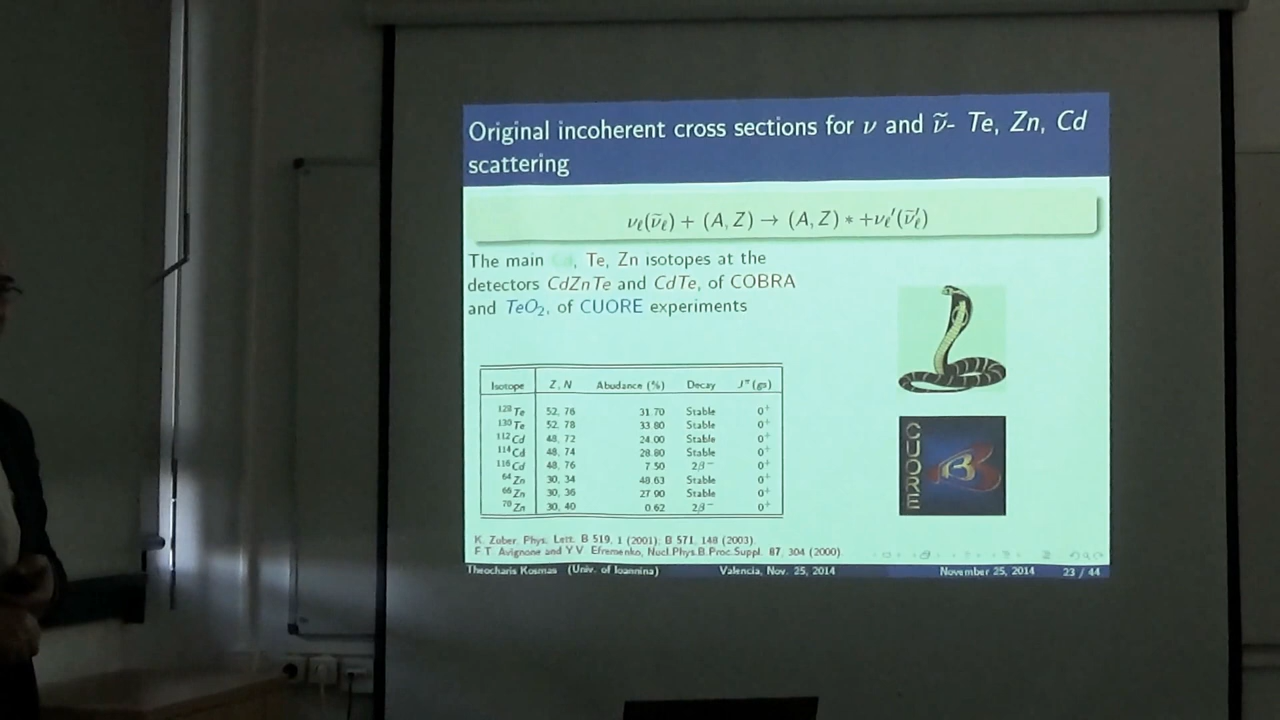 Original incoherent cross sections for ν and ν̃- Te, Zn, Cd
scattering
νℓ(ν̃ℓ) + (A, Z) → (A, Z) * +νℓ′(ν̃ℓ′)
The main Cd, Te, Zn isotopes at the
detectors CdZnTe and CdTe, of COBRA
and TeO₂, of CUORE experiments
Isotope Z, N Abudance (%) Decay Jπ(gs)
128Te 52, 76 31.70 Stable 0+
130Te 52, 78 33.80 Stable 0+
112Cd 48, 72 24.00 Stable 0+
114Cd 48, 74 28.80 Stable 0+
116Cd 48, 76 7.50 2β− 0+
64Zn 30, 34 48.63 Stable 0+
66Zn 30, 36 27.90 Stable 0+
70Zn 30, 40 0.62 2β− 0+
CUORE
K. Zuber, Phys. Lett. B 519, 1 (2001); B 571, 148 (2003).
F.T. Avignone and Y.V. Efremenko, Nucl.Phys.B.Proc.Suppl. 87, 304 (2000)
Theocharis Kosmas (Univ. of Ioannina) Valencia, Nov. 25, 2014 November 25, 2014 23 / 44